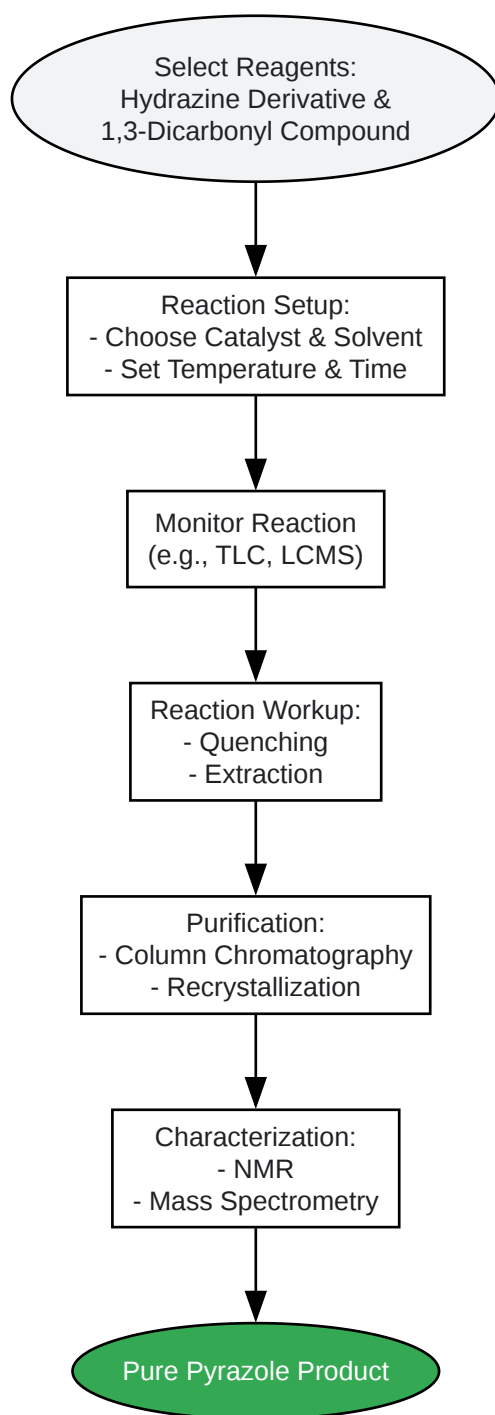 Select Reagents:
Hydrazine Derivative &
1,3-Dicarbonyl Compound
Reaction Setup:
- Choose Catalyst & Solvent
- Set Temperature & Time
Monitor Reaction
(e.g., TLC, LCMS)
Reaction Workup:
- Quenching
- Extraction
Purification:
- Column Chromatography
- Recrystallization
Characterization:
- NMR
- Mass Spectrometry
Pure Pyrazole Product